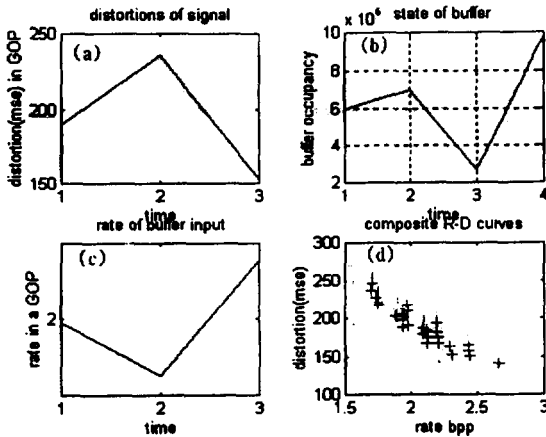 distortions of signal
(a)
distortion(mse) in GOP
250
200
150
1
2
3
time
state of buffer
× 10^6
(b)
buffer occupancy
10
8
6
4
2
1
2
3
4
time
rate of buffer input
(c)
rate in a GOP
2
1
2
3
time
composite R-D curves
(d)
distortion(mse)
300
250
200
150
100
1.5
2
2.5
3
rate bpp